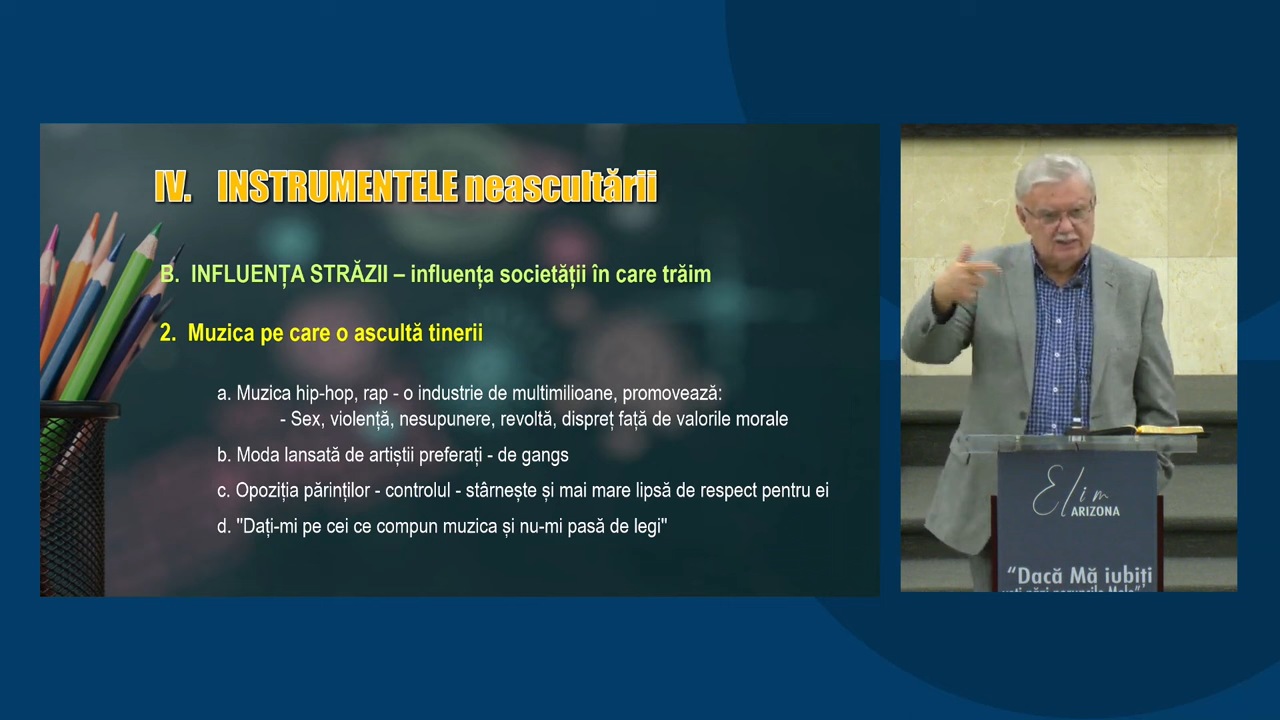 IV. INSTRUMENTELE neascultării
B. INFLUENȚA STRĂZII – influența societății în care trăim
2. Muzica pe care o ascultă tinerii
a. Muzica hip-hop, rap - o industrie de multimilioane, promovează:
- Sex, violență, nesupunere, revoltă, dispreț față de valorile morale
b. Moda lansată de artiștii preferați - de gangs
c. Opoziția părinților - controlul - stârnește și mai mare lipsă de respect pentru ei
d. "Dați-mi pe cei ce compun muzica și nu-mi pasă de legi"
Elim
ARIZONA
“Dacă Mă iubiți